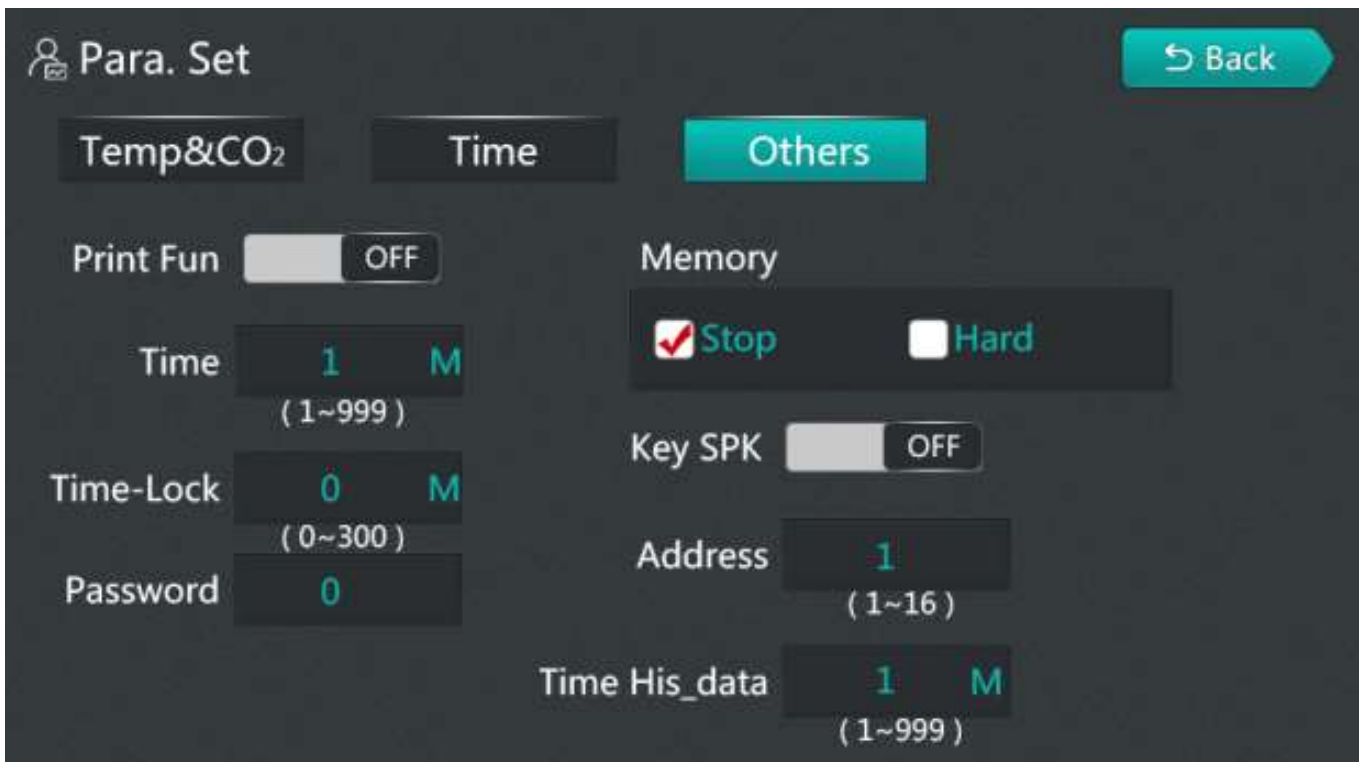 Para. Set
Back
Temp&CO₂
Time
Others
Print Fun OFF
Time 1 M
(1~999)
Time-Lock 0 M
(0~300)
Password 0
Memory
Stop Hard
Key SPK OFF
Address 1
(1~16)
Time His_data 1 M
(1~999)